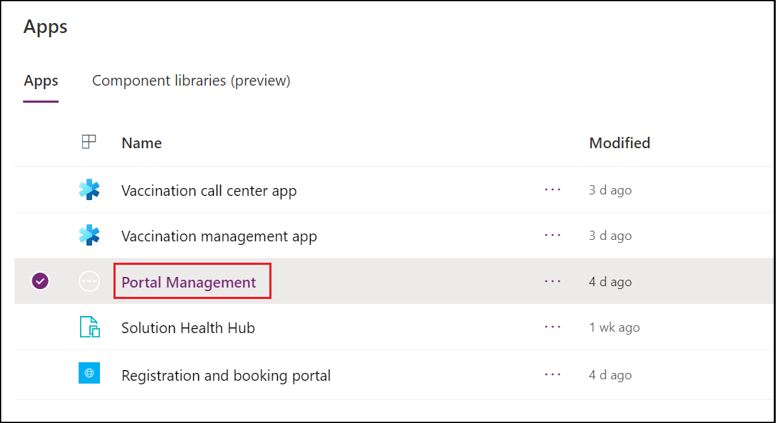 Apps
Apps Component libraries (preview)
Name Modified
Vaccination call center app ... 3 d ago
Vaccination management app ... 3 d ago
Portal Management ... 4 d ago
Solution Health Hub ... 1 wk ago
Registration and booking portal ... 4 d ago